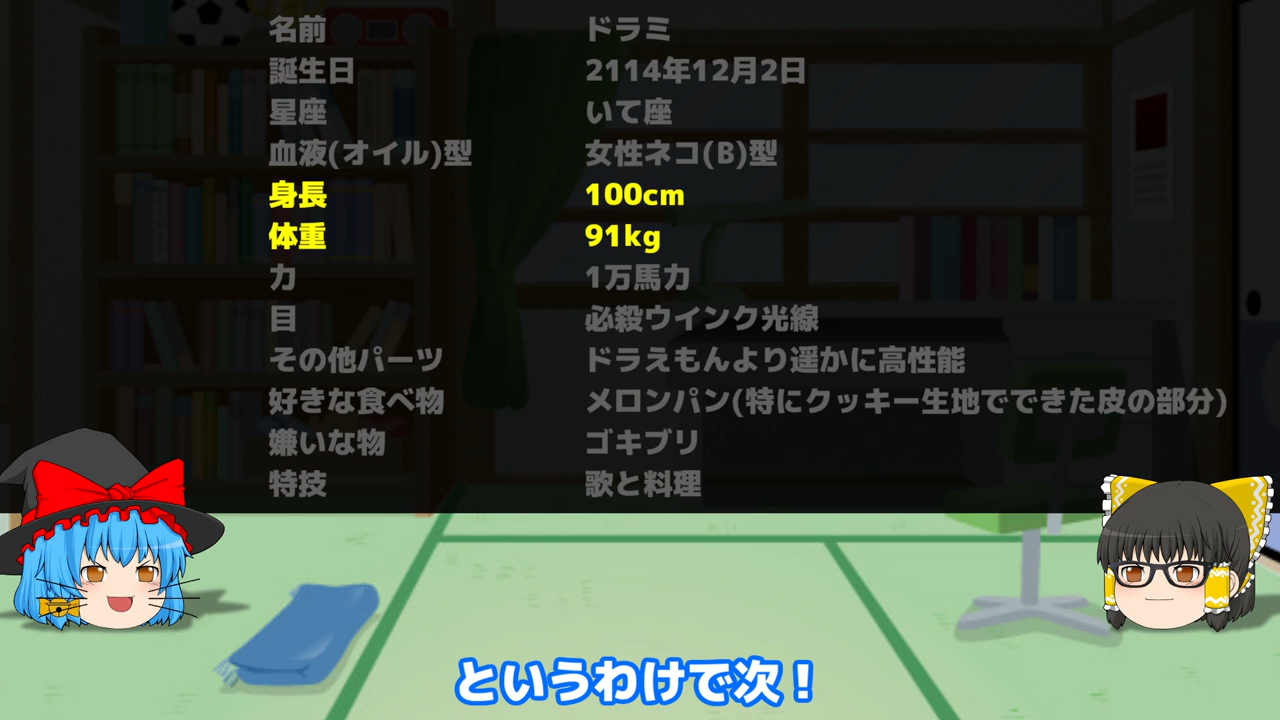 名前 ドラミ
誕生日 2114年12月2日
星座 いて座
血液(オイル)型 女性ネコ(B)型
身長 100cm
体重 91kg
力 1万馬力
目 必殺ウインク光線
その他パーツ ドラえもんより遥かに高性能
好きな食べ物 メロンパン(特にクッキー生地でできた皮の部分)
嫌いな物 ゴキブリ
特技 歌と料理
というわけで次！